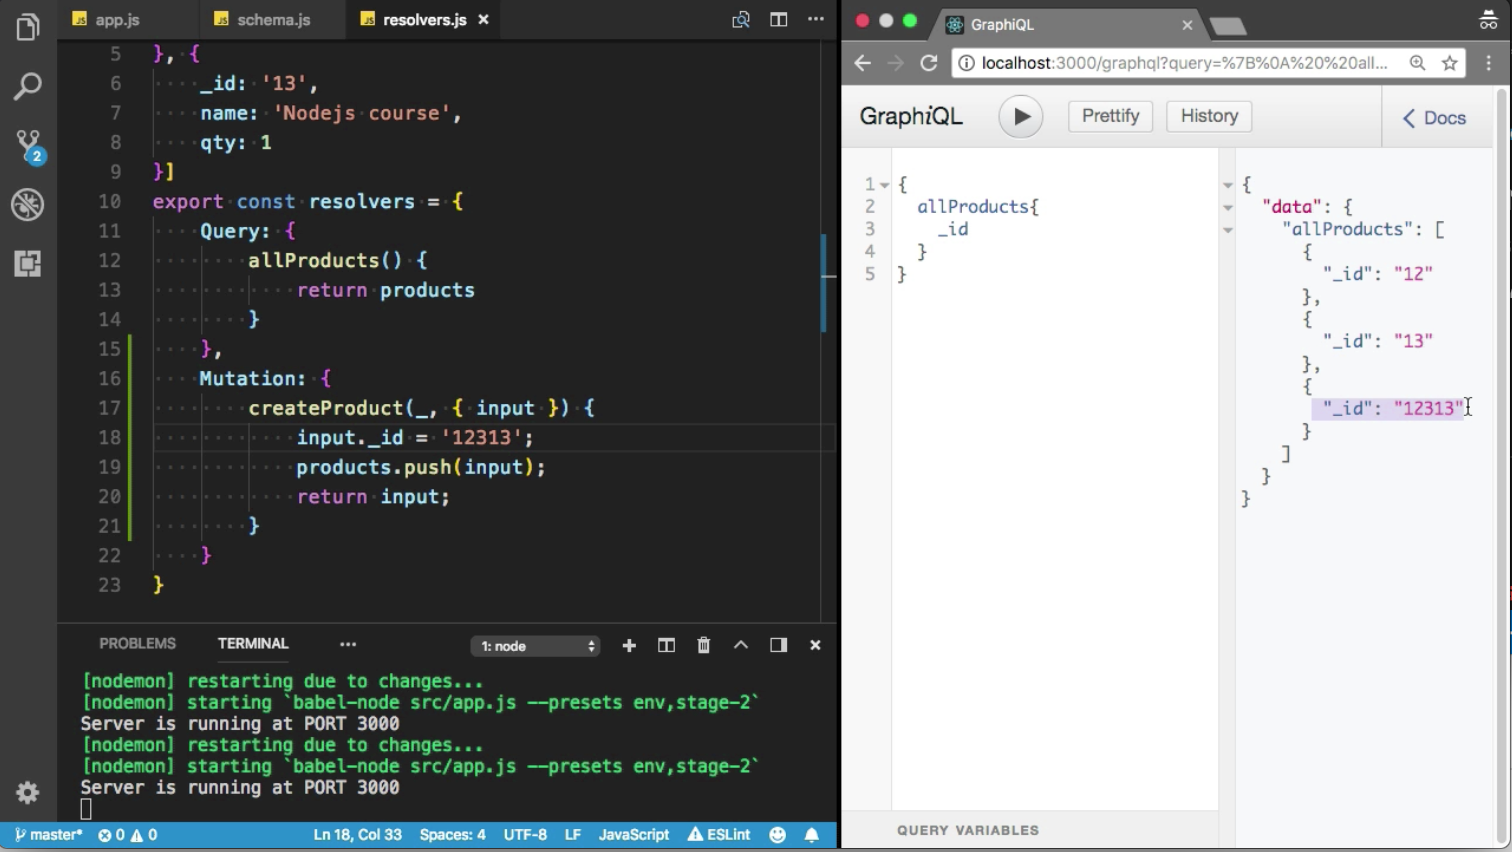 app.js schema.js resolvers.js ×
5 }, {
6 _id: '13',
7 name: 'Nodejs course',
8 qty: 1
9 }]
10 export const resolvers = {
11 Query: {
12 allProducts() {
13 return products
14 }
15 },
16 Mutation: {
17 createProduct(_, { input }) {
18 input._id = '12313';
19 products.push(input);
20 return input;
21 }
22 }
23 }
2
PROBLEMS TERMINAL ··· 1: node
[nodemon] restarting due to changes...
[nodemon] starting `babel-node src/app.js --presets env,stage-2`
Server is running at PORT 3000
[nodemon] restarting due to changes...
[nodemon] starting `babel-node src/app.js --presets env,stage-2`
Server is running at PORT 3000
master* 0 0 Ln 18, Col 33 Spaces: 4 UTF-8 LF JavaScript ESLint
GraphiQL
localhost:3000/graphql?query=%7B%0A%20%20all...
GraphiQL Prettify History Docs
1 {
2 allProducts{
3 _id
4 }
5 }
QUERY VARIABLES
{
"data": {
"allProducts": [
{
"_id": "12"
},
{
"_id": "13"
},
{
"_id": "12313"
}
]
}
}